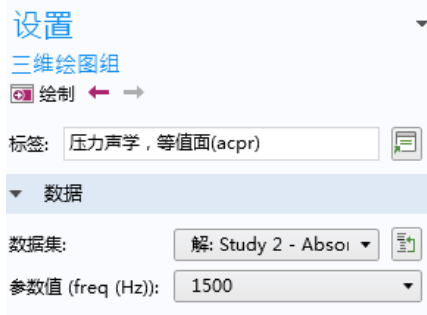 设置
三维绘图组
绘制
标签: 压力声学，等值面(acpr)
数据
数据集: 解: Study 2 - Absor
参数值 (freq (Hz)): 1500